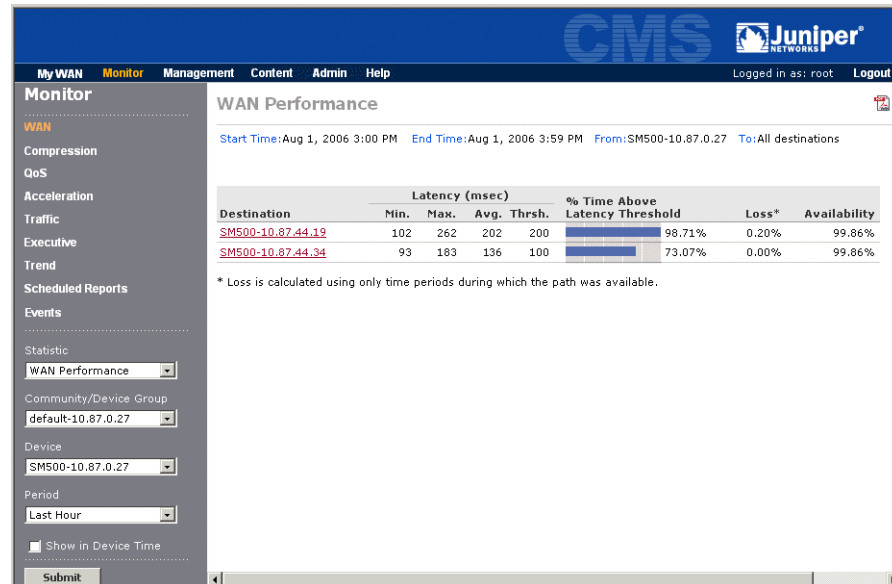 CMS
Juniper®
NETWORKS
My WAN Monitor Management Content Admin Help
Logged in as: root Logout
Monitor
WAN
Compression
QoS
Acceleration
Traffic
Executive
Trend
Scheduled Reports
Events
Statistic
WAN Performance
Community/Device Group
default-10.87.0.27
Device
SM500-10.87.0.27
Period
Last Hour
Show in Device Time
Submit
WAN Performance
Start Time:Aug 1, 2006 3:00 PM End Time:Aug 1, 2006 3:59 PM From:SM500-10.87.0.27 To:All destinations
Latency (msec)
% Time Above
Destination Min. Max. Avg. Thrsh. Latency Threshold Loss* Availability
SM500-10.87.44.19 102 262 202 200 98.71% 0.20% 99.86%
SM500-10.87.44.34 93 183 136 100 73.07% 0.00% 99.86%
* Loss is calculated using only time periods during which the path was available.